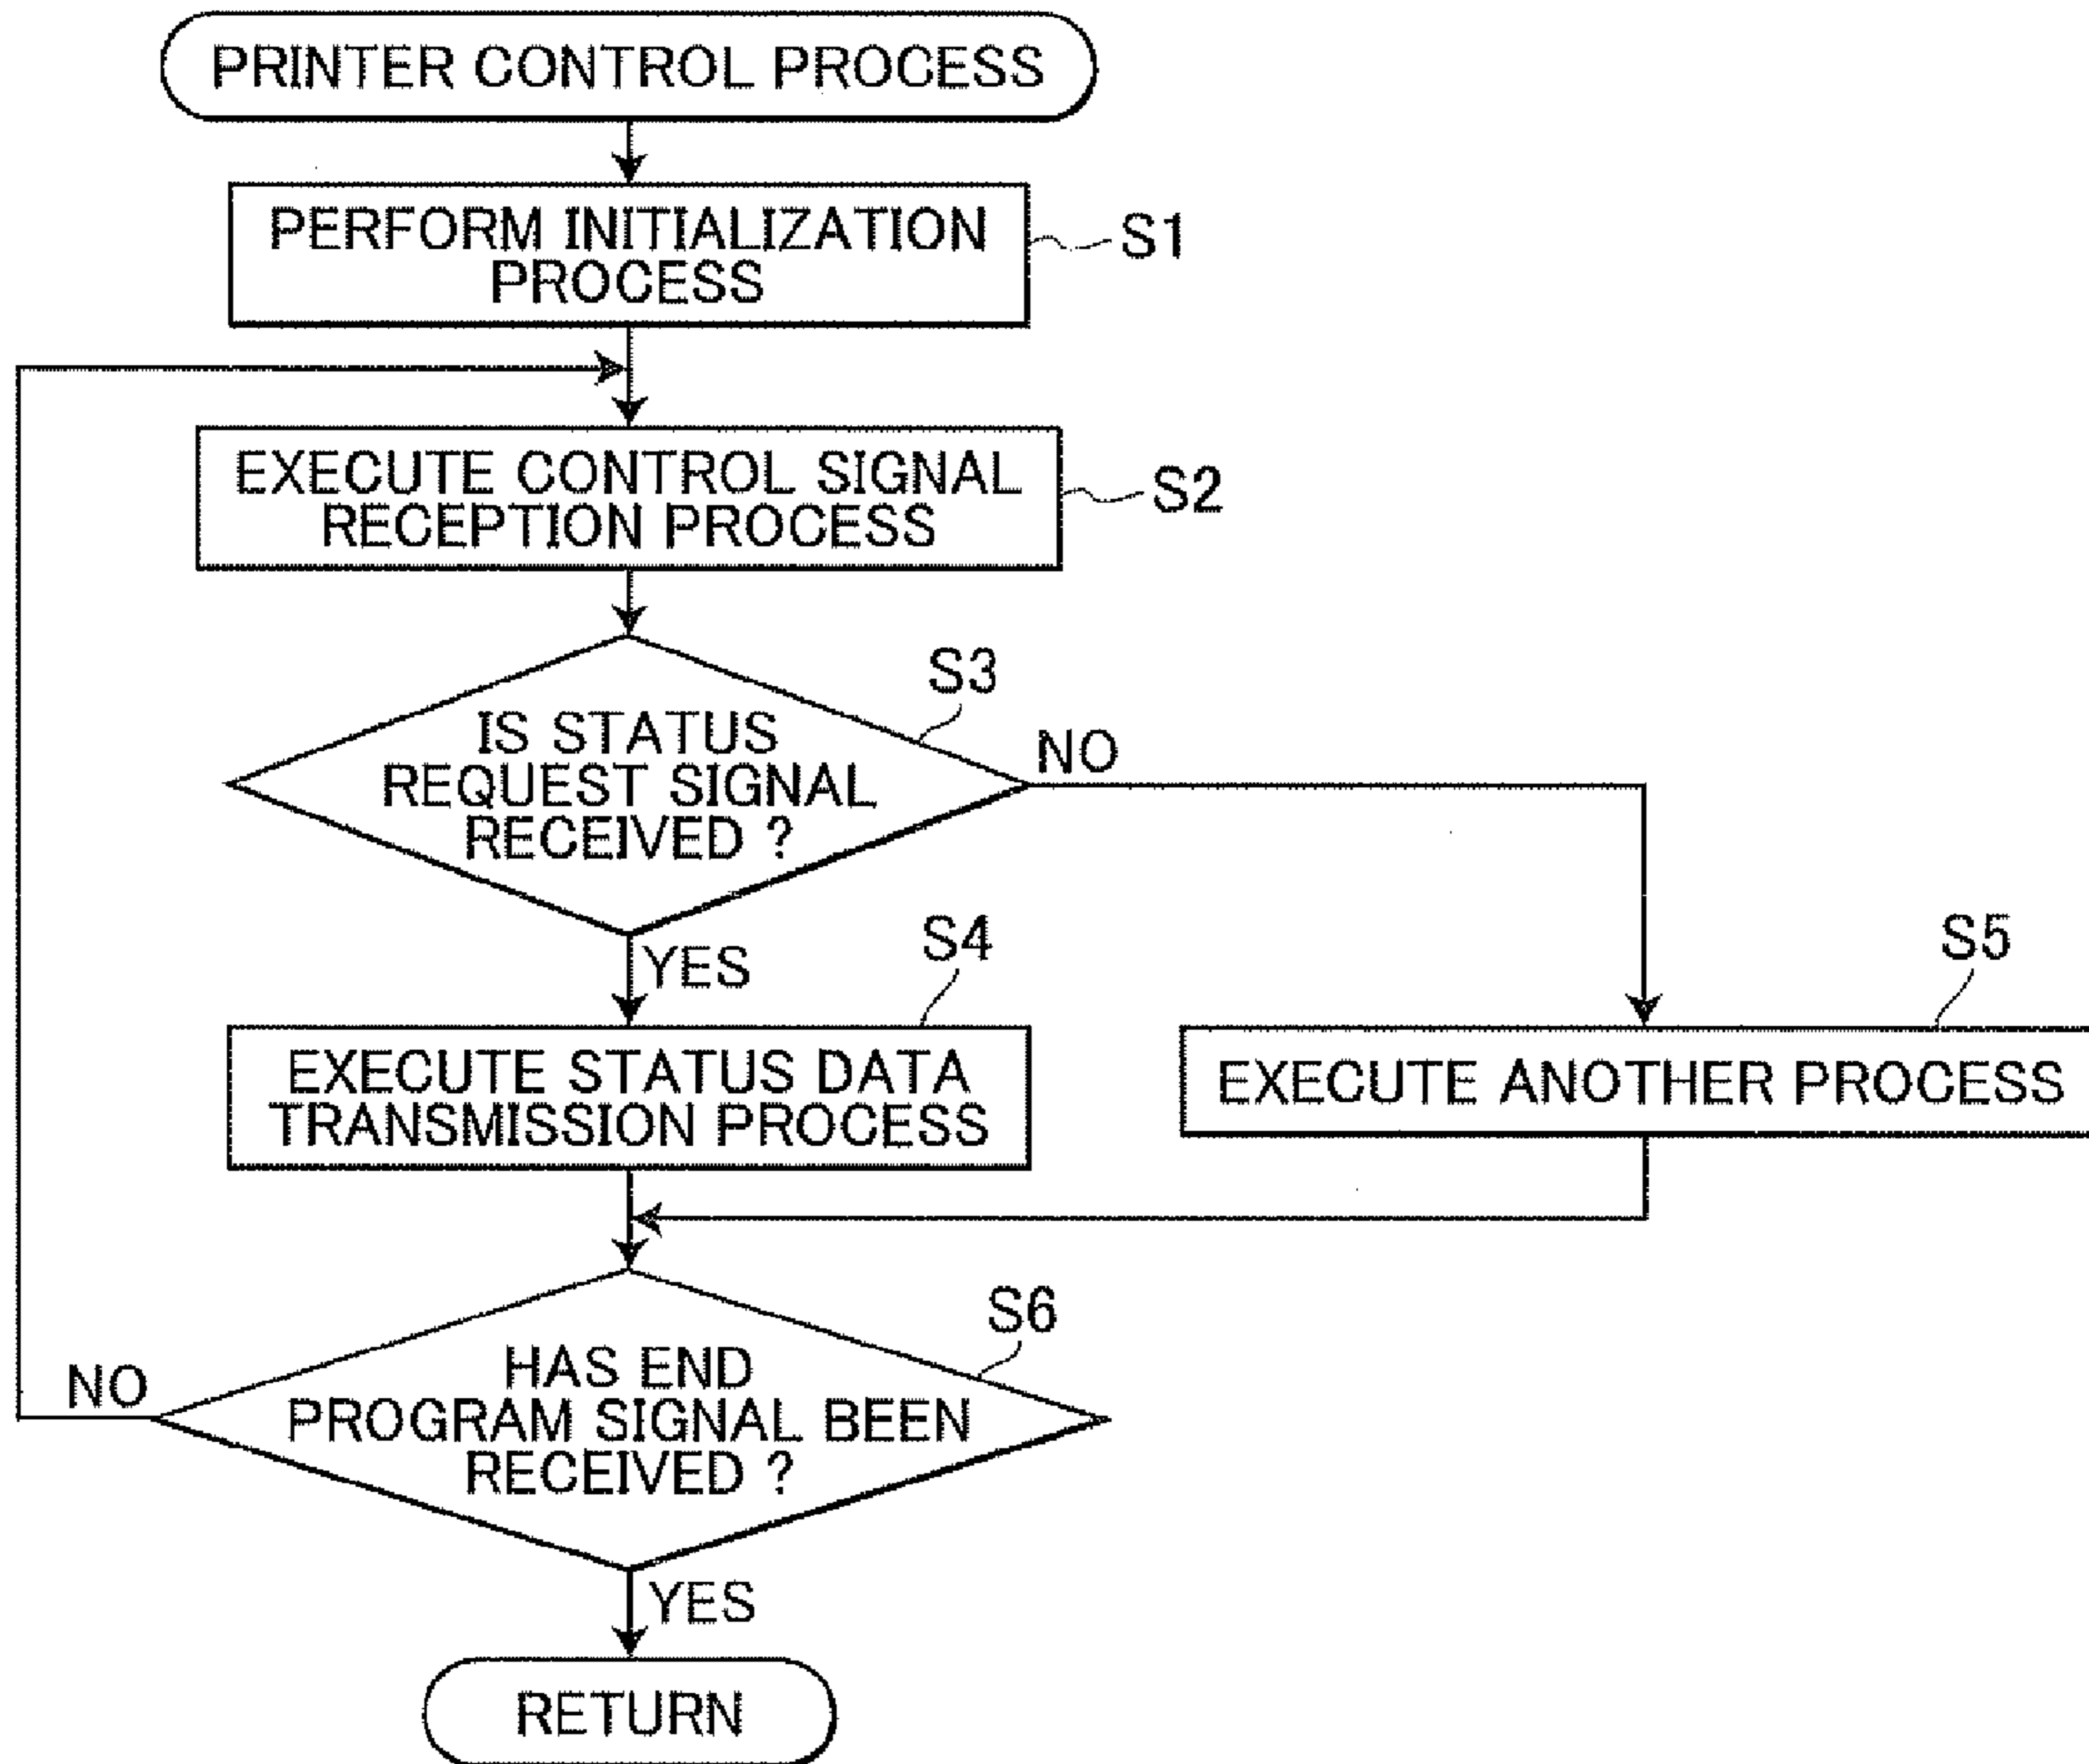 PRINTER CONTROL PROCESS
PERFORM INITIALIZATION
PROCESS
S1
EXECUTE CONTROL SIGNAL
RECEPTION PROCESS
S2
S3
IS STATUS
REQUEST SIGNAL
RECEIVED ?
NO
YES
S4
EXECUTE STATUS DATA
TRANSMISSION PROCESS
S5
EXECUTE ANOTHER PROCESS
S6
HAS END
PROGRAM SIGNAL BEEN
RECEIVED ?
NO
YES
RETURN